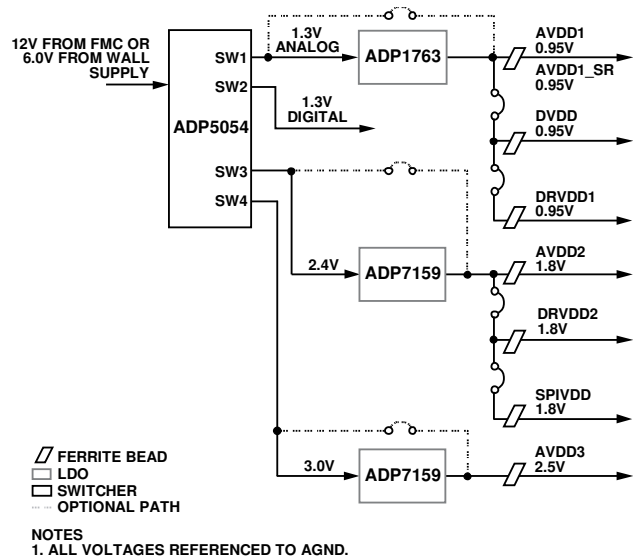 12V FROM FMC OR
6.0V FROM WALL
SUPPLY
ADP5054
SW1
SW2
SW3
SW4
1.3V
ANALOG
ADP1763
1.3V
DIGITAL
AVDD1
0.95V
AVDD1_SR
0.95V
DVDD
0.95V
DRVDD1
0.95V
2.4V
ADP7159
AVDD2
1.8V
DRVDD2
1.8V
SPIVDD
1.8V
3.0V
ADP7159
AVDD3
2.5V
FERRITE BEAD
LDO
SWITCHER
OPTIONAL PATH
NOTES
1. ALL VOLTAGES REFERENCED TO AGND.